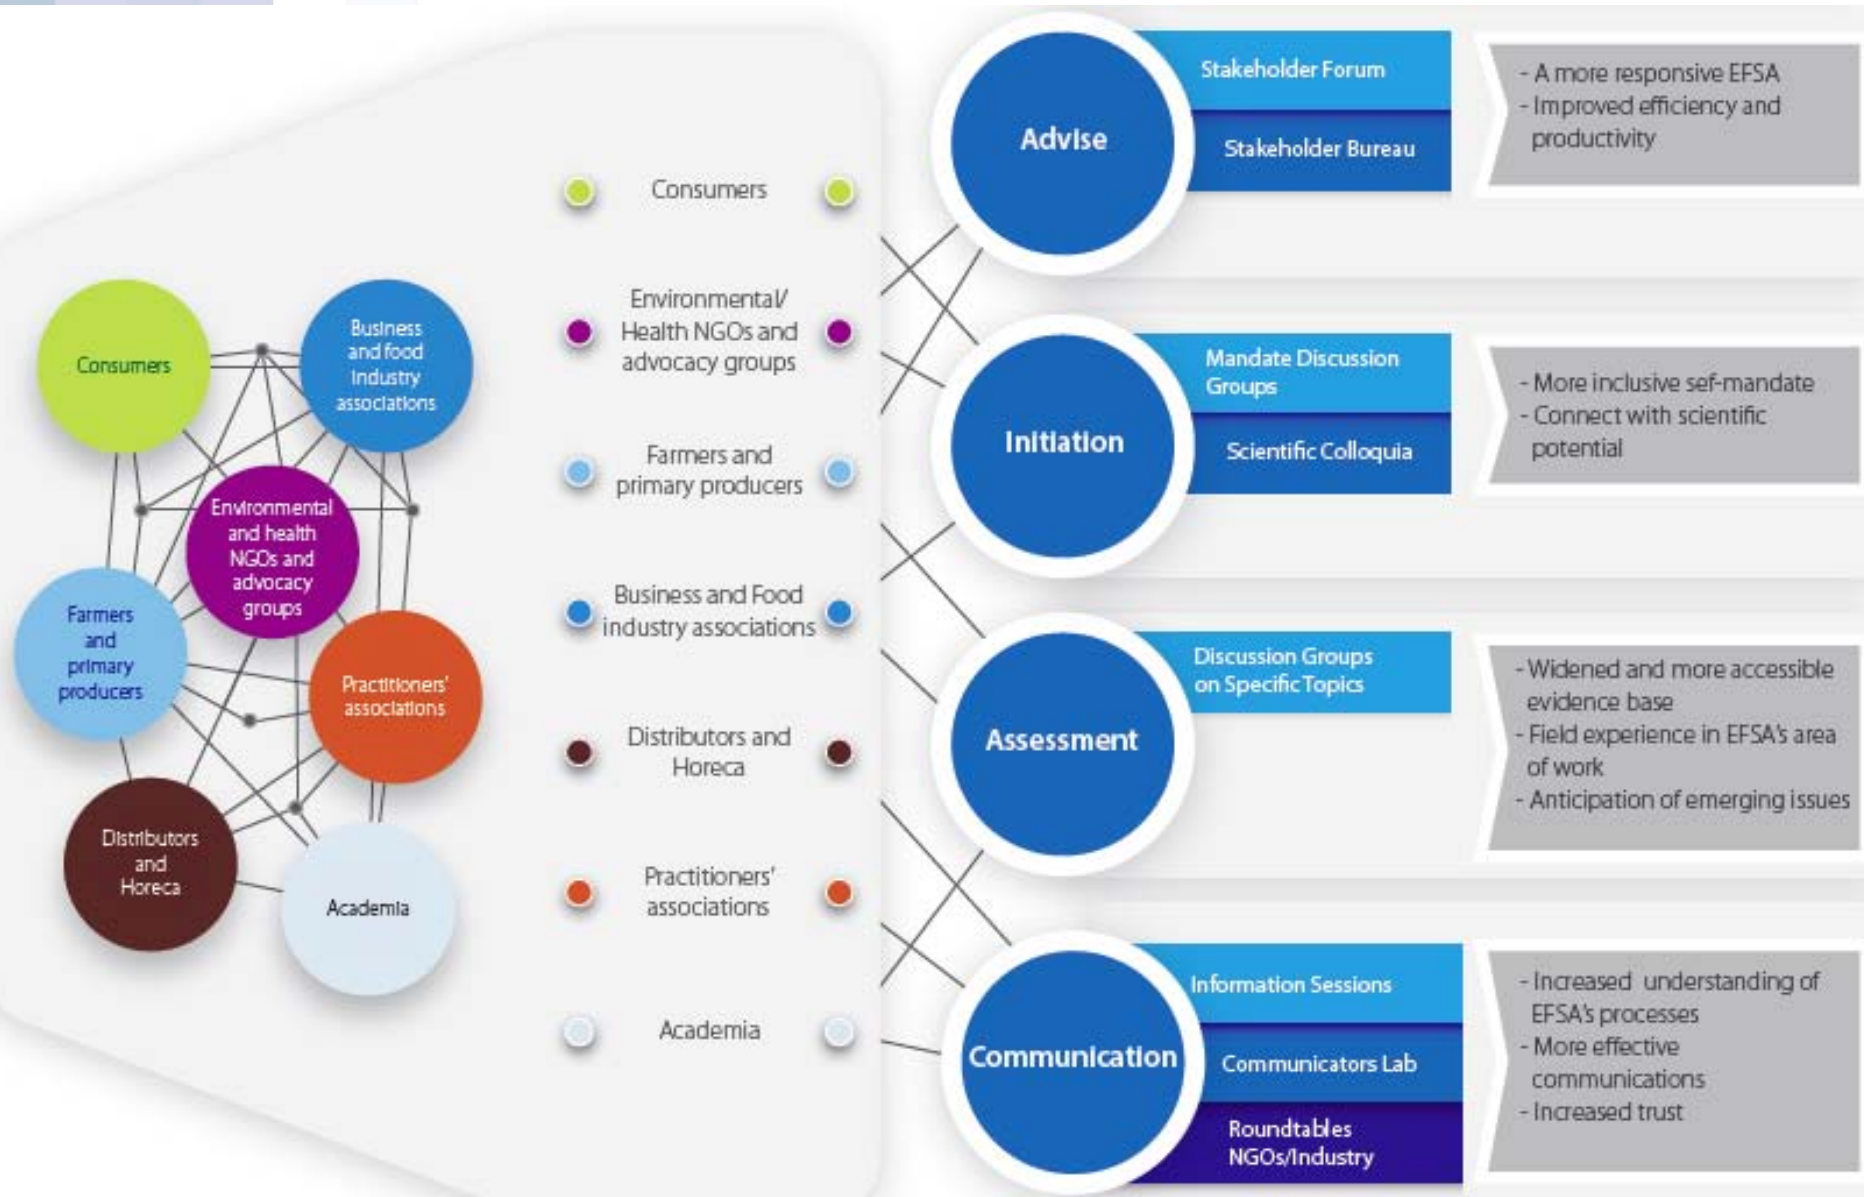 Consumers
Business
and food
industry
associations
Environmental
and health
NGOs and
advocacy
groups
Farmers
and
primary
producers
Practitioners'
associations
Distributors
and
Horeca
Academia
Consumers
Environmental/
Health NGOs and
advocacy groups
Farmers and
primary producers
Business and Food
industry associations
Distributors and
Horeca
Practitioners'
associations
Academia
Advise
Stakeholder Forum
Stakeholder Bureau
- A more responsive EFSA
- Improved efficiency and
productivity
Initiation
Mandate Discussion
Groups
Scientific Colloquia
- More inclusive sef-mandate
- Connect with scientific
potential
Assessment
Discussion Groups
on Specific Topics
- Widened and more accessible
evidence base
- Field experience in EFSA's area
of work
- Anticipation of emerging issues
Communication
Information Sessions
Communicators Lab
Roundtables
NGOs/Industry
- Increased understanding of
EFSA's processes
- More effective
communications
- Increased trust